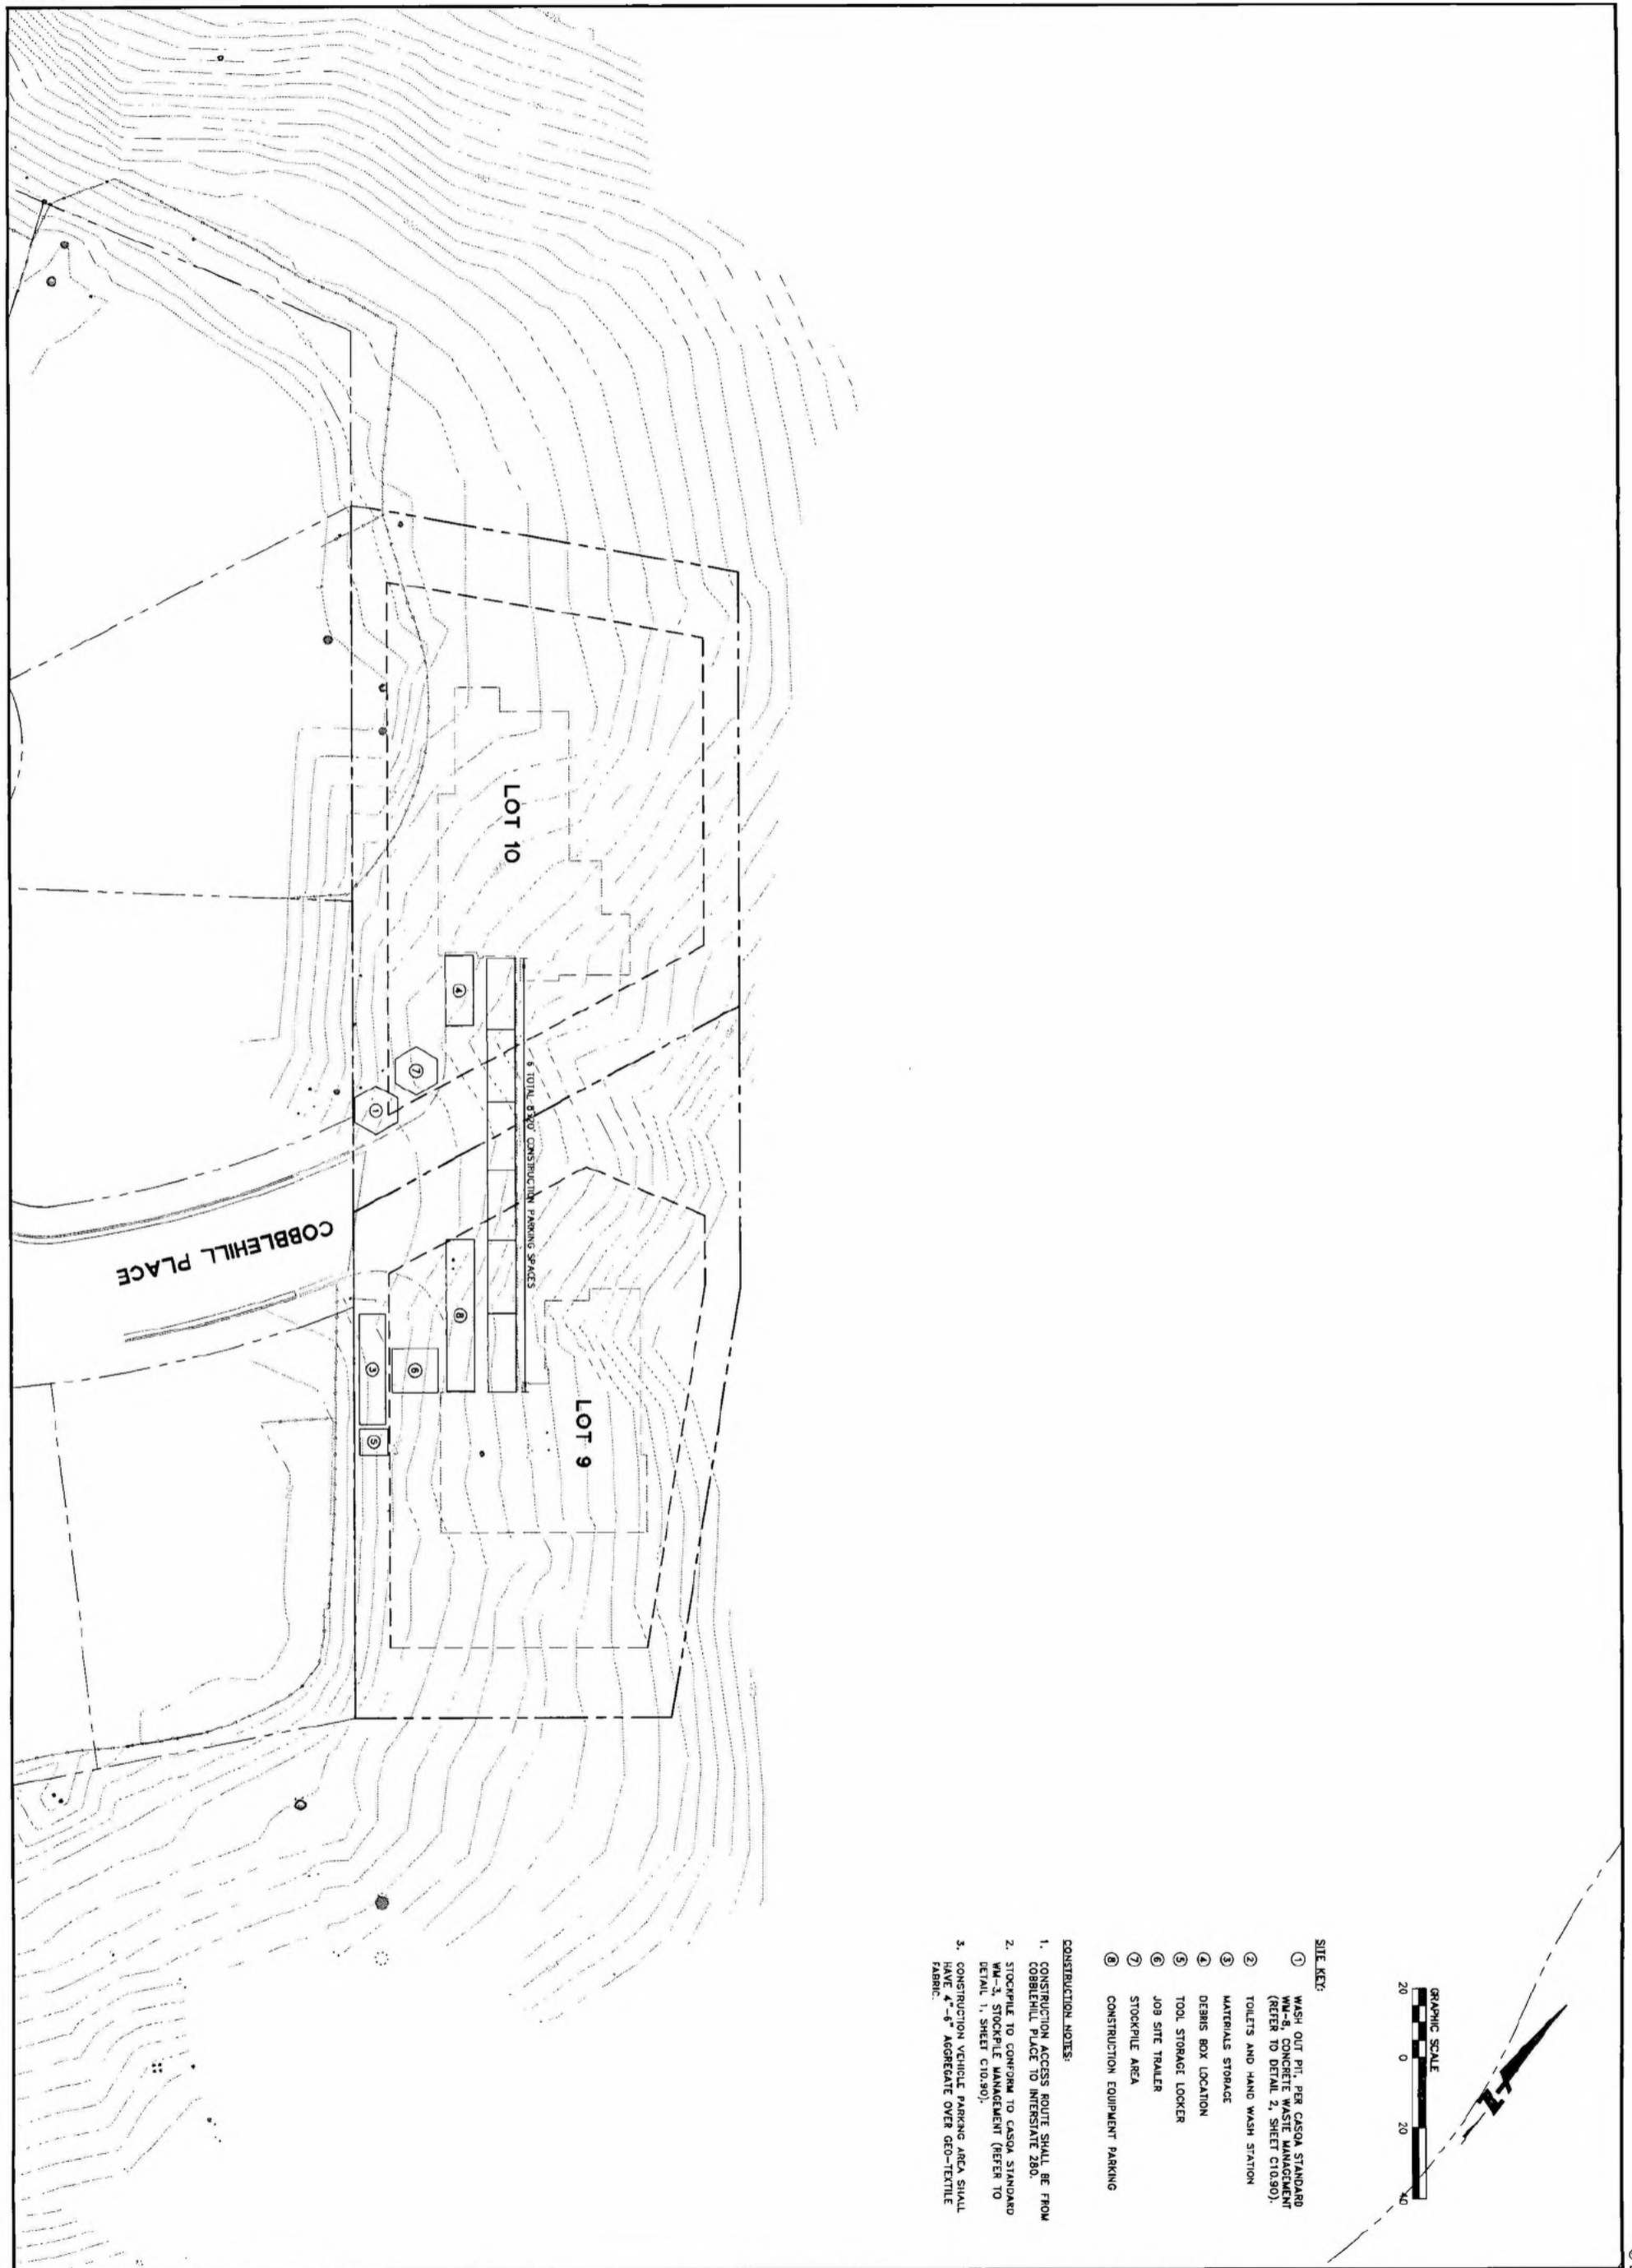 LOT 10
LOT 9
COBBLEHILL PLACE
6 TOTAL 8'X20' CONSTRUCTION PARKING SPACES
4
7
1
8
3
6
5
GRAPHIC SCALE
20 0 20 40
SITE KEY:
1 WASH OUT PIT, PER CASQA STANDARD
WM-8, CONCRETE WASTE MANAGEMENT
(REFER TO DETAIL 2, SHEET C10.90).
2 TOILETS AND HAND WASH STATION
3 MATERIALS STORAGE
4 DEBRIS BOX LOCATION
5 TOOL STORAGE LOCKER
6 JOB SITE TRAILER
7 STOCKPILE AREA
8 CONSTRUCTION EQUIPMENT PARKING
CONSTRUCTION NOTES:
1. CONSTRUCTION ACCESS ROUTE SHALL BE FROM
COBBLEHILL PLACE TO INTERSTATE 280.
2. STOCKPILE TO CONFORM TO CASQA STANDARD
WM-3, STOCKPILE MANAGEMENT (REFER TO
DETAIL 1, SHEET C10.90).
3. CONSTRUCTION VEHICLE PARKING AREA SHALL
HAVE 4"-6" AGGREGATE OVER GEO-TEXTILE
FABRIC.